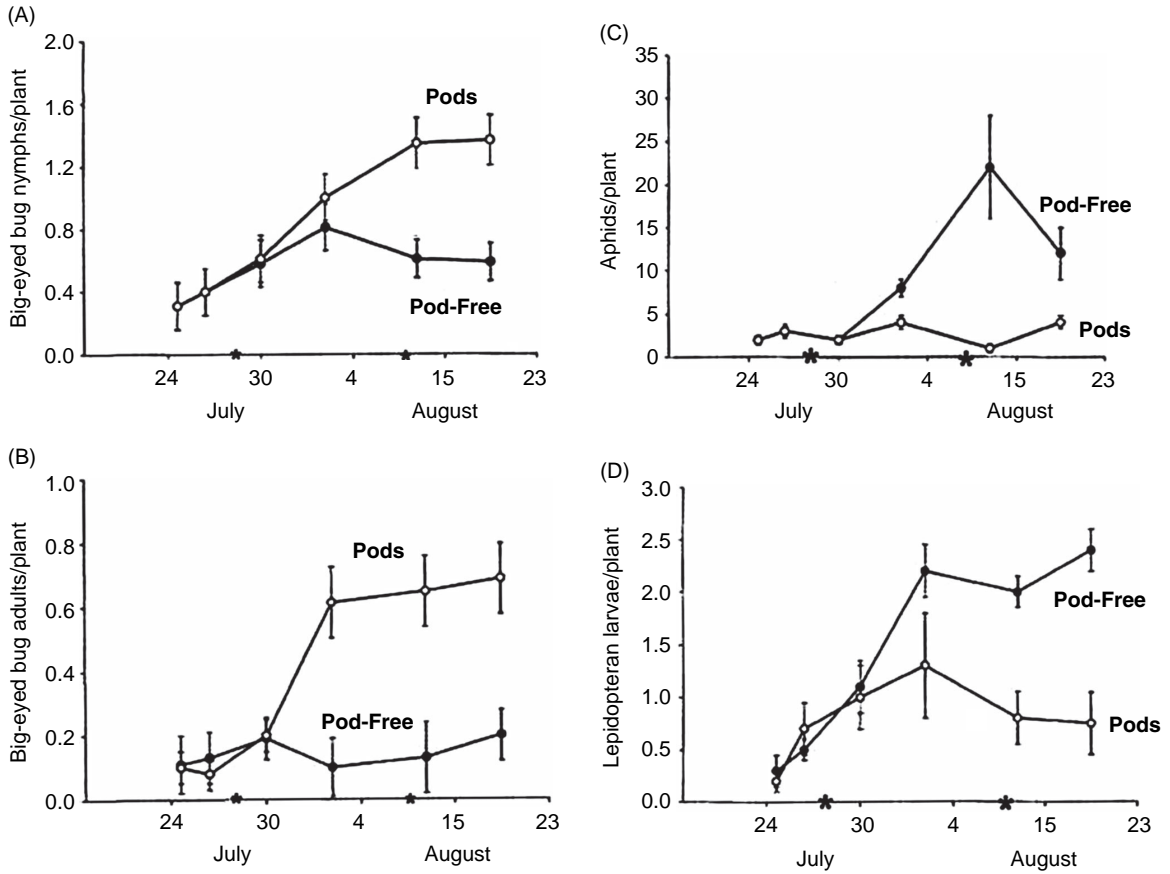 (A)
Big-eyed bug nymphs/plant
2.0
1.6
1.2
0.8
0.4
0.0
Pods
Pod-Free
24 30 4 15 23
July August
(B)
Big-eyed bug adults/plant
1.0
0.8
0.6
0.4
0.2
0.0
Pods
Pod-Free
24 30 4 15 23
July August
(C)
Aphids/plant
35
30
25
20
15
10
5
0
Pod-Free
Pods
24 30 4 15 23
July August
(D)
Lepidopteran larvae/plant
3.0
2.5
2.0
1.5
1.0
0.5
0.0
Pod-Free
Pods
24 30 4 15 23
July August